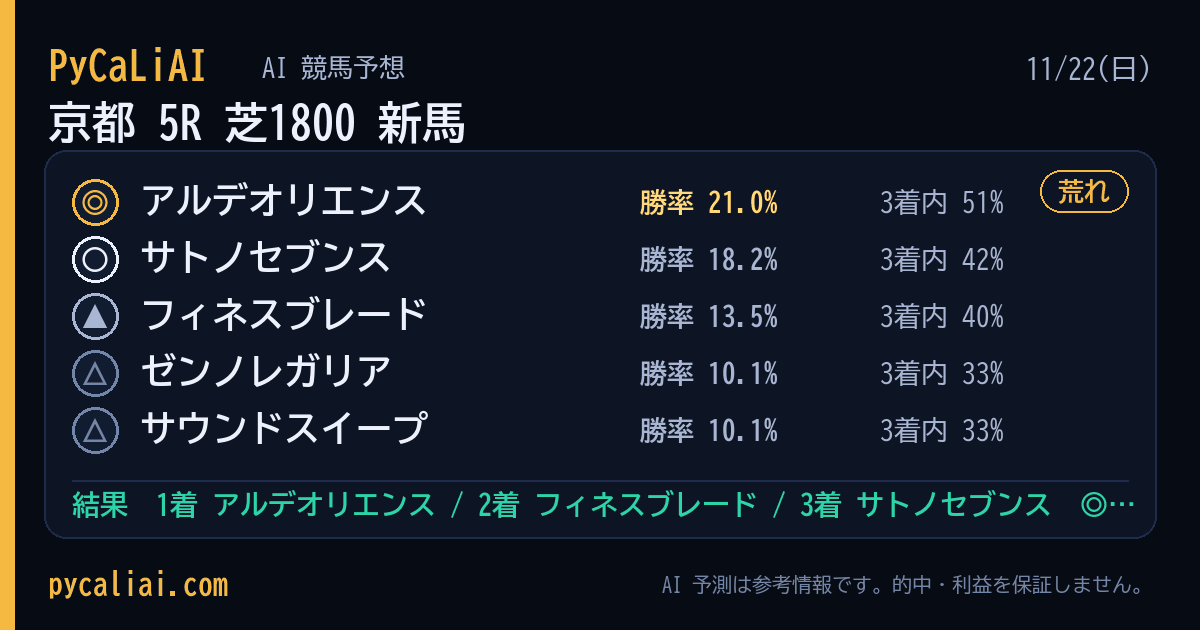 PyCaLiAI AI 競馬予想 11/22(日)
京都 5R 芝1800 新馬
◎ アルデオリエンス 勝率 21.0% 3着内 51% 荒れ
○ サトノセブンス 勝率 18.2% 3着内 42%
▲ フィネスブレード 勝率 13.5% 3着内 40%
△ ゼンノレガリア 勝率 10.1% 3着内 33%
△ サウンドスイープ 勝率 10.1% 3着内 33%
結果 1着 アルデオリエンス / 2着 フィネスブレード / 3着 サトノセブンス ◎…
pycaliai.com AI 予測は参考情報です。的中・利益を保証しません。